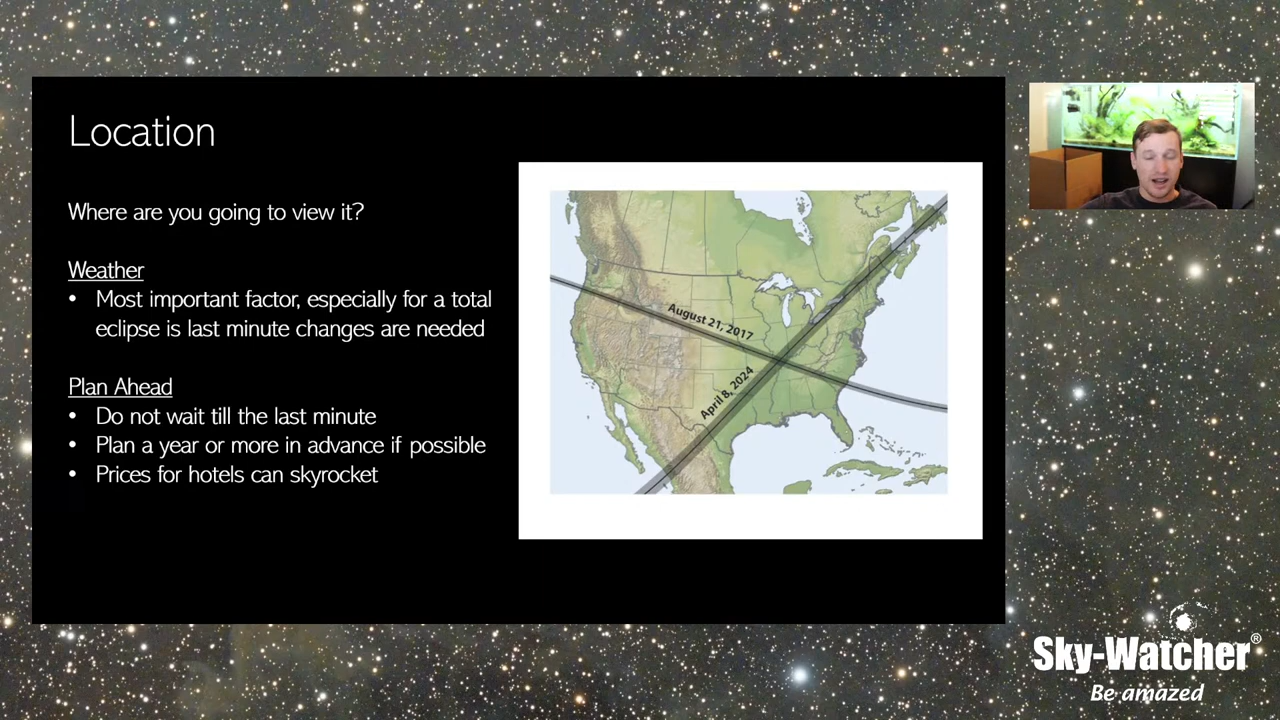 Location
Where are you going to view it?
Weather
• Most important factor, especially for a total
eclipse is last minute changes are needed
Plan Ahead
• Do not wait till the last minute
• Plan a year or more in advance if possible
• Prices for hotels can skyrocket
August 21, 2017
April 8, 2024
Sky-Watcher®
Be amazed